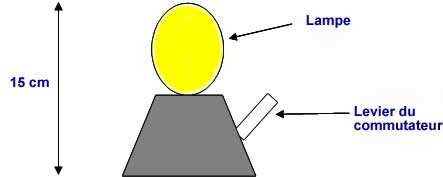 Lampe
15 cm
Levier du
commutateur